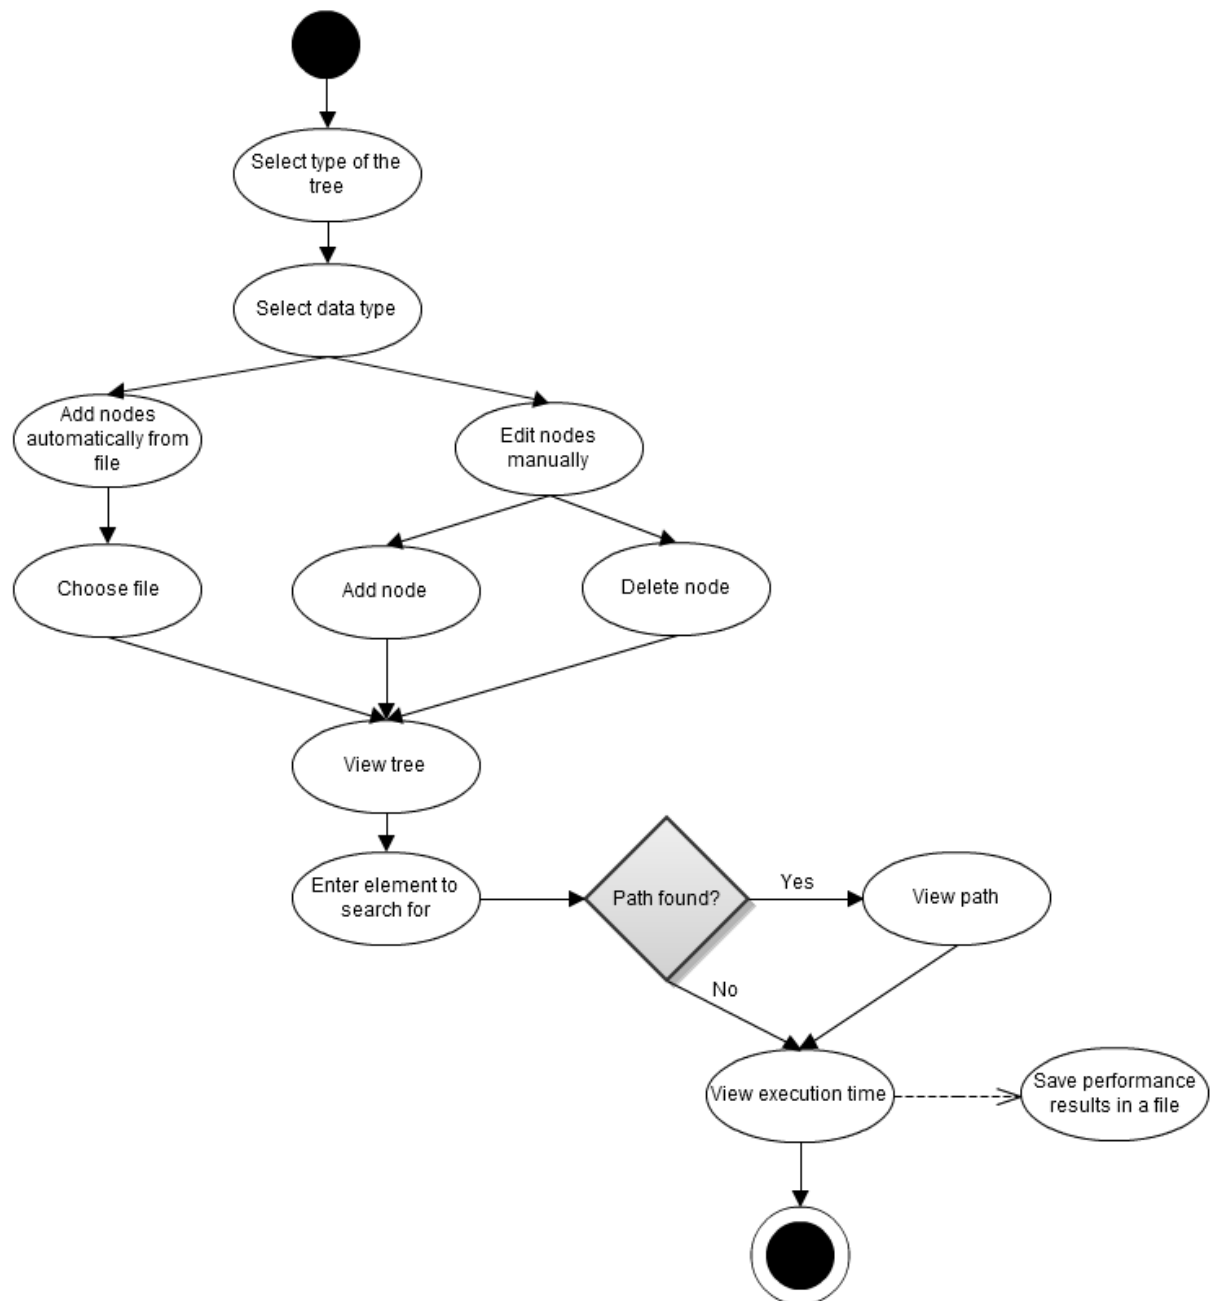 Select type of the
tree
Select data type
Add nodes
automatically from
file
Edit nodes
manually
Choose file
Add node
Delete node
View tree
Enter element to
search for
Path found?
Yes
View path
No
View execution time
Save performance
results in a file